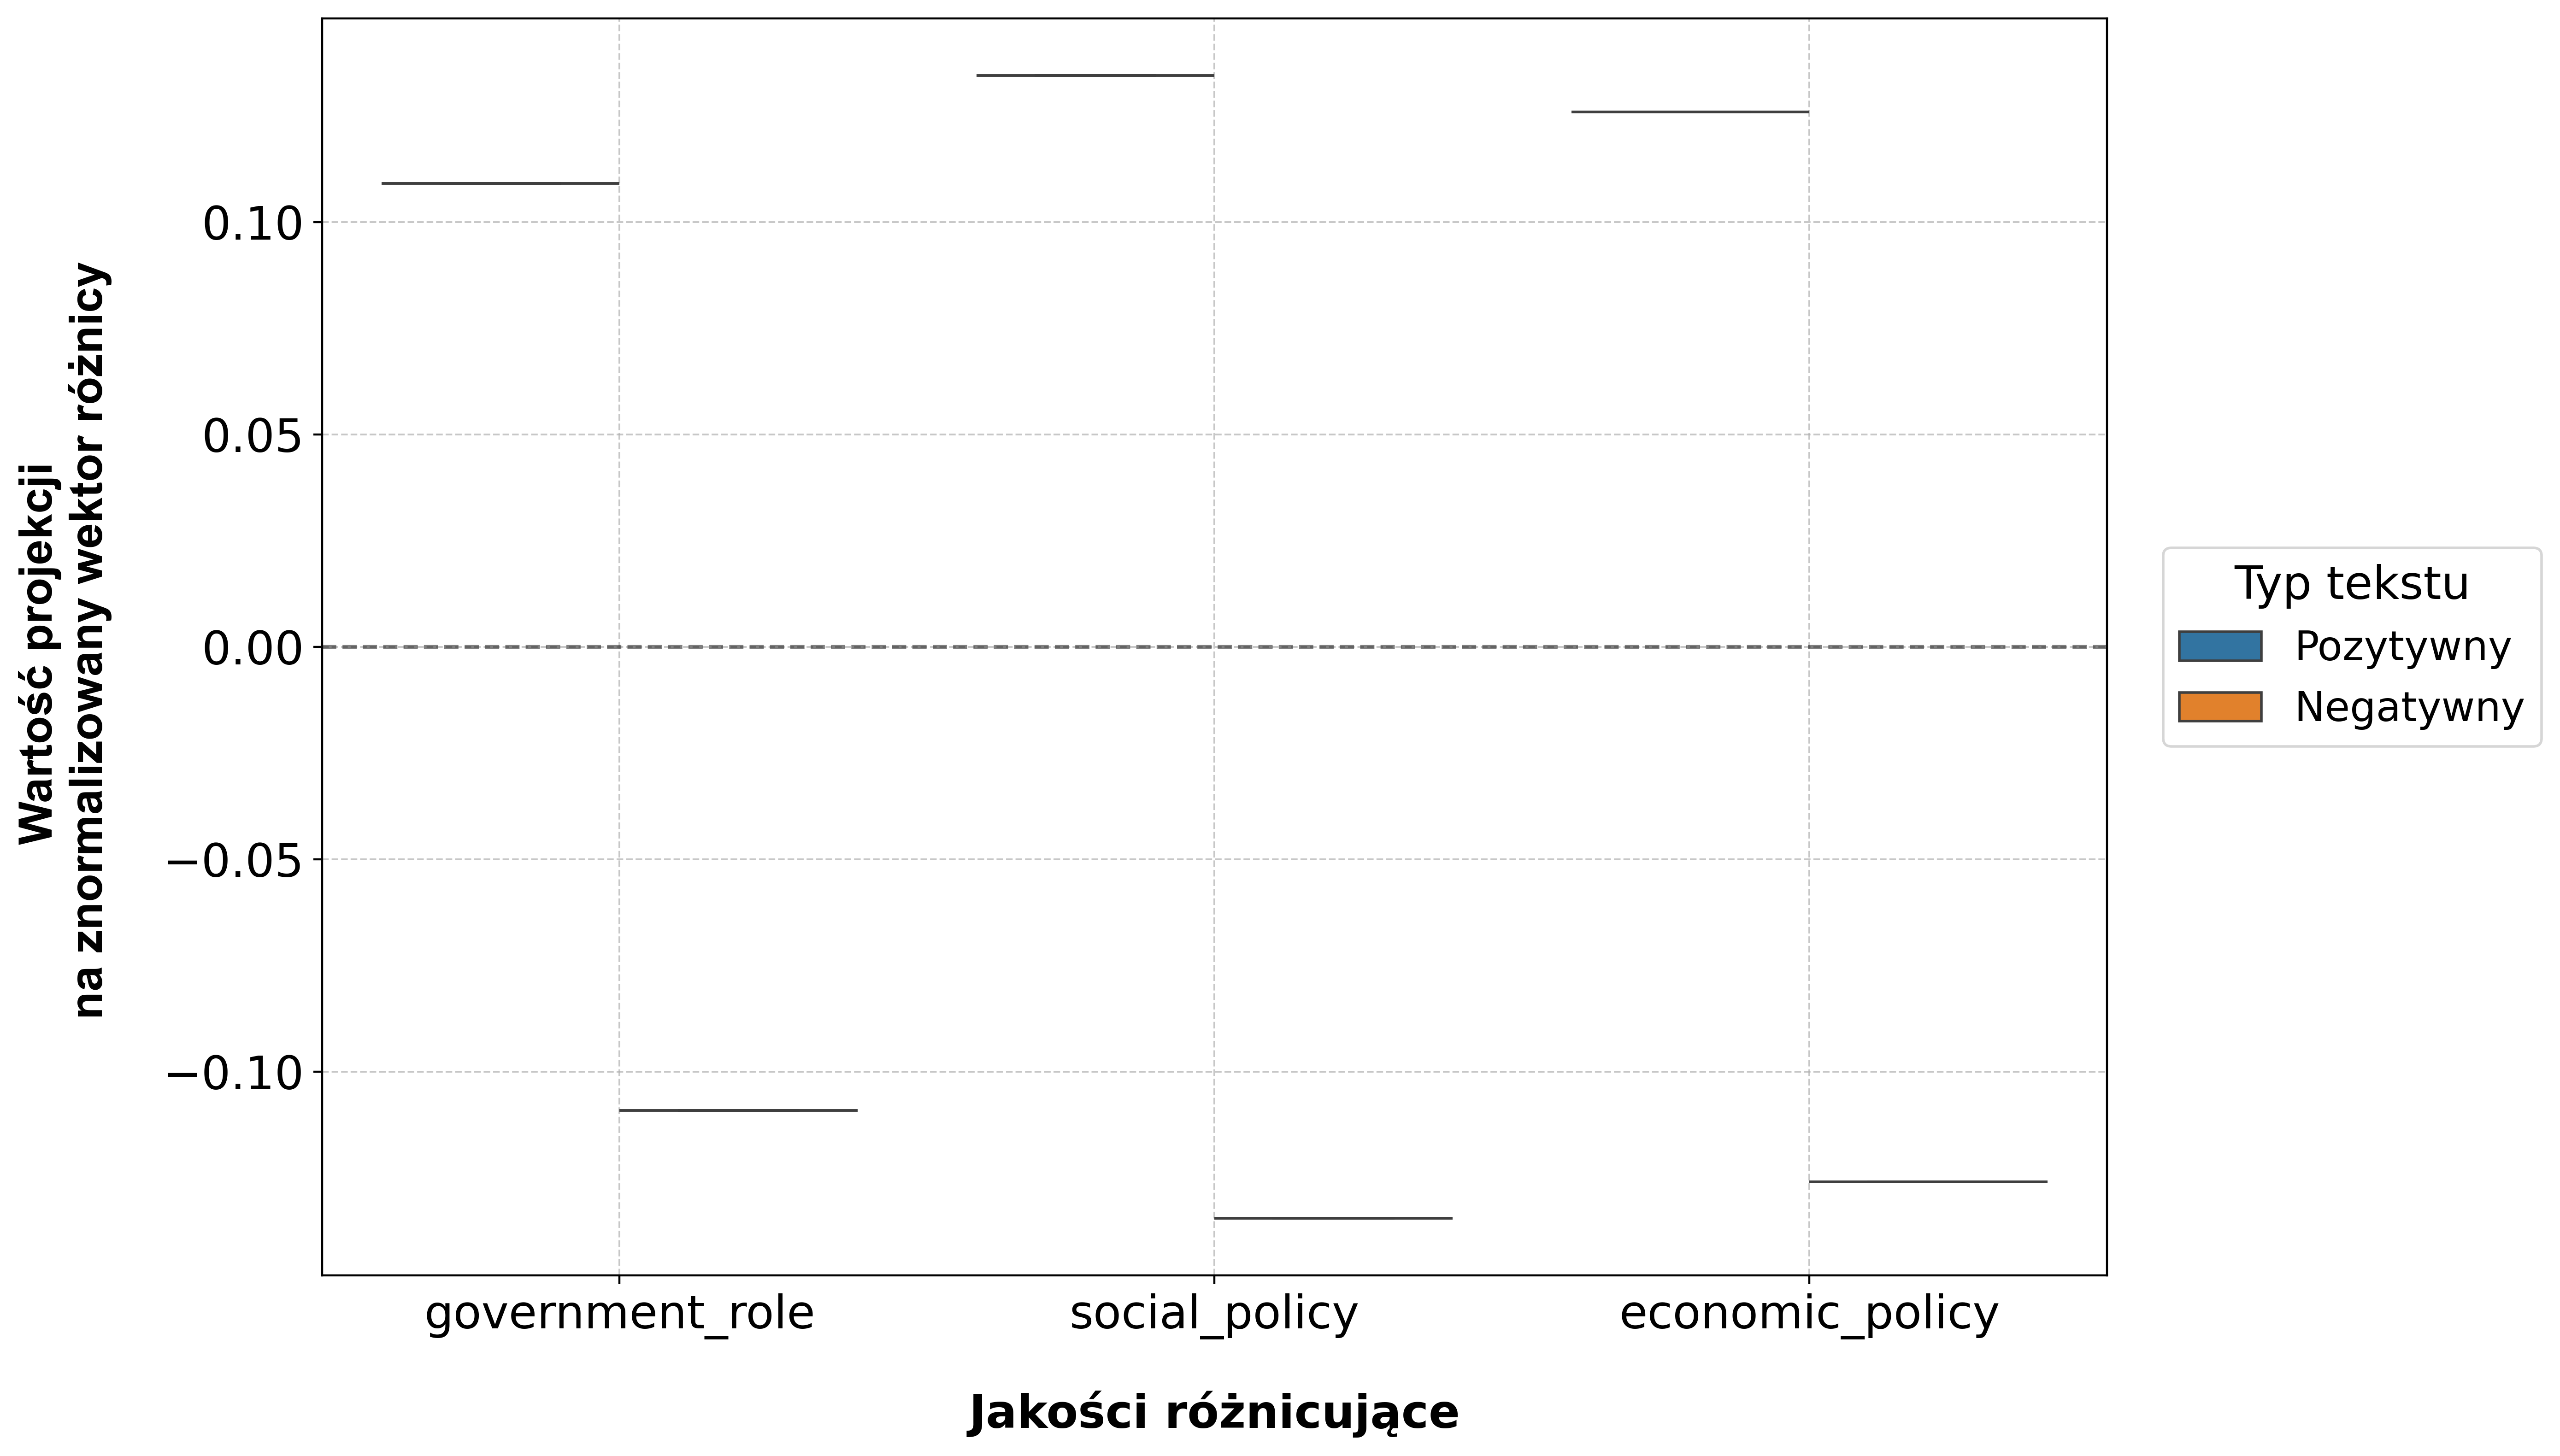 Wartość projekcji
na znormalizowany wektor różnicy
0.10
0.05
0.00
−0.05
−0.10
government_role
social_policy
economic_policy
Jakości różnicujące
Typ tekstu
Pozytywny
Negatywny